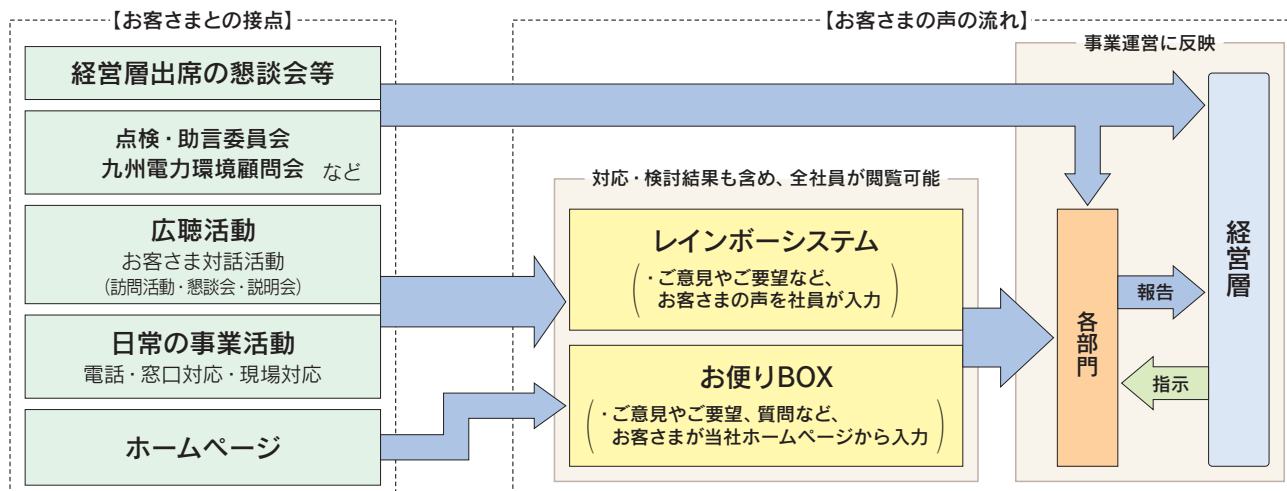 【お客さまとの接点】
経営層出席の懇談会等
点検・助言委員会
九州電力環境顧問会 など
広聴活動
お客さま対話活動
(訪問活動・懇談会・説明会)
日常の事業活動
電話・窓口対応・現場対応
ホームページ
【お客さまの声の流れ】
対応・検討結果も含め、全社員が閲覧可能
レインボーシステム
・ご意見やご要望など、
お客さまの声を社員が入力
お便りBOX
・ご意見やご要望、質問など、
お客さまが当社ホームページから入力
事業運営に反映
各部門
報告
指示
経営層